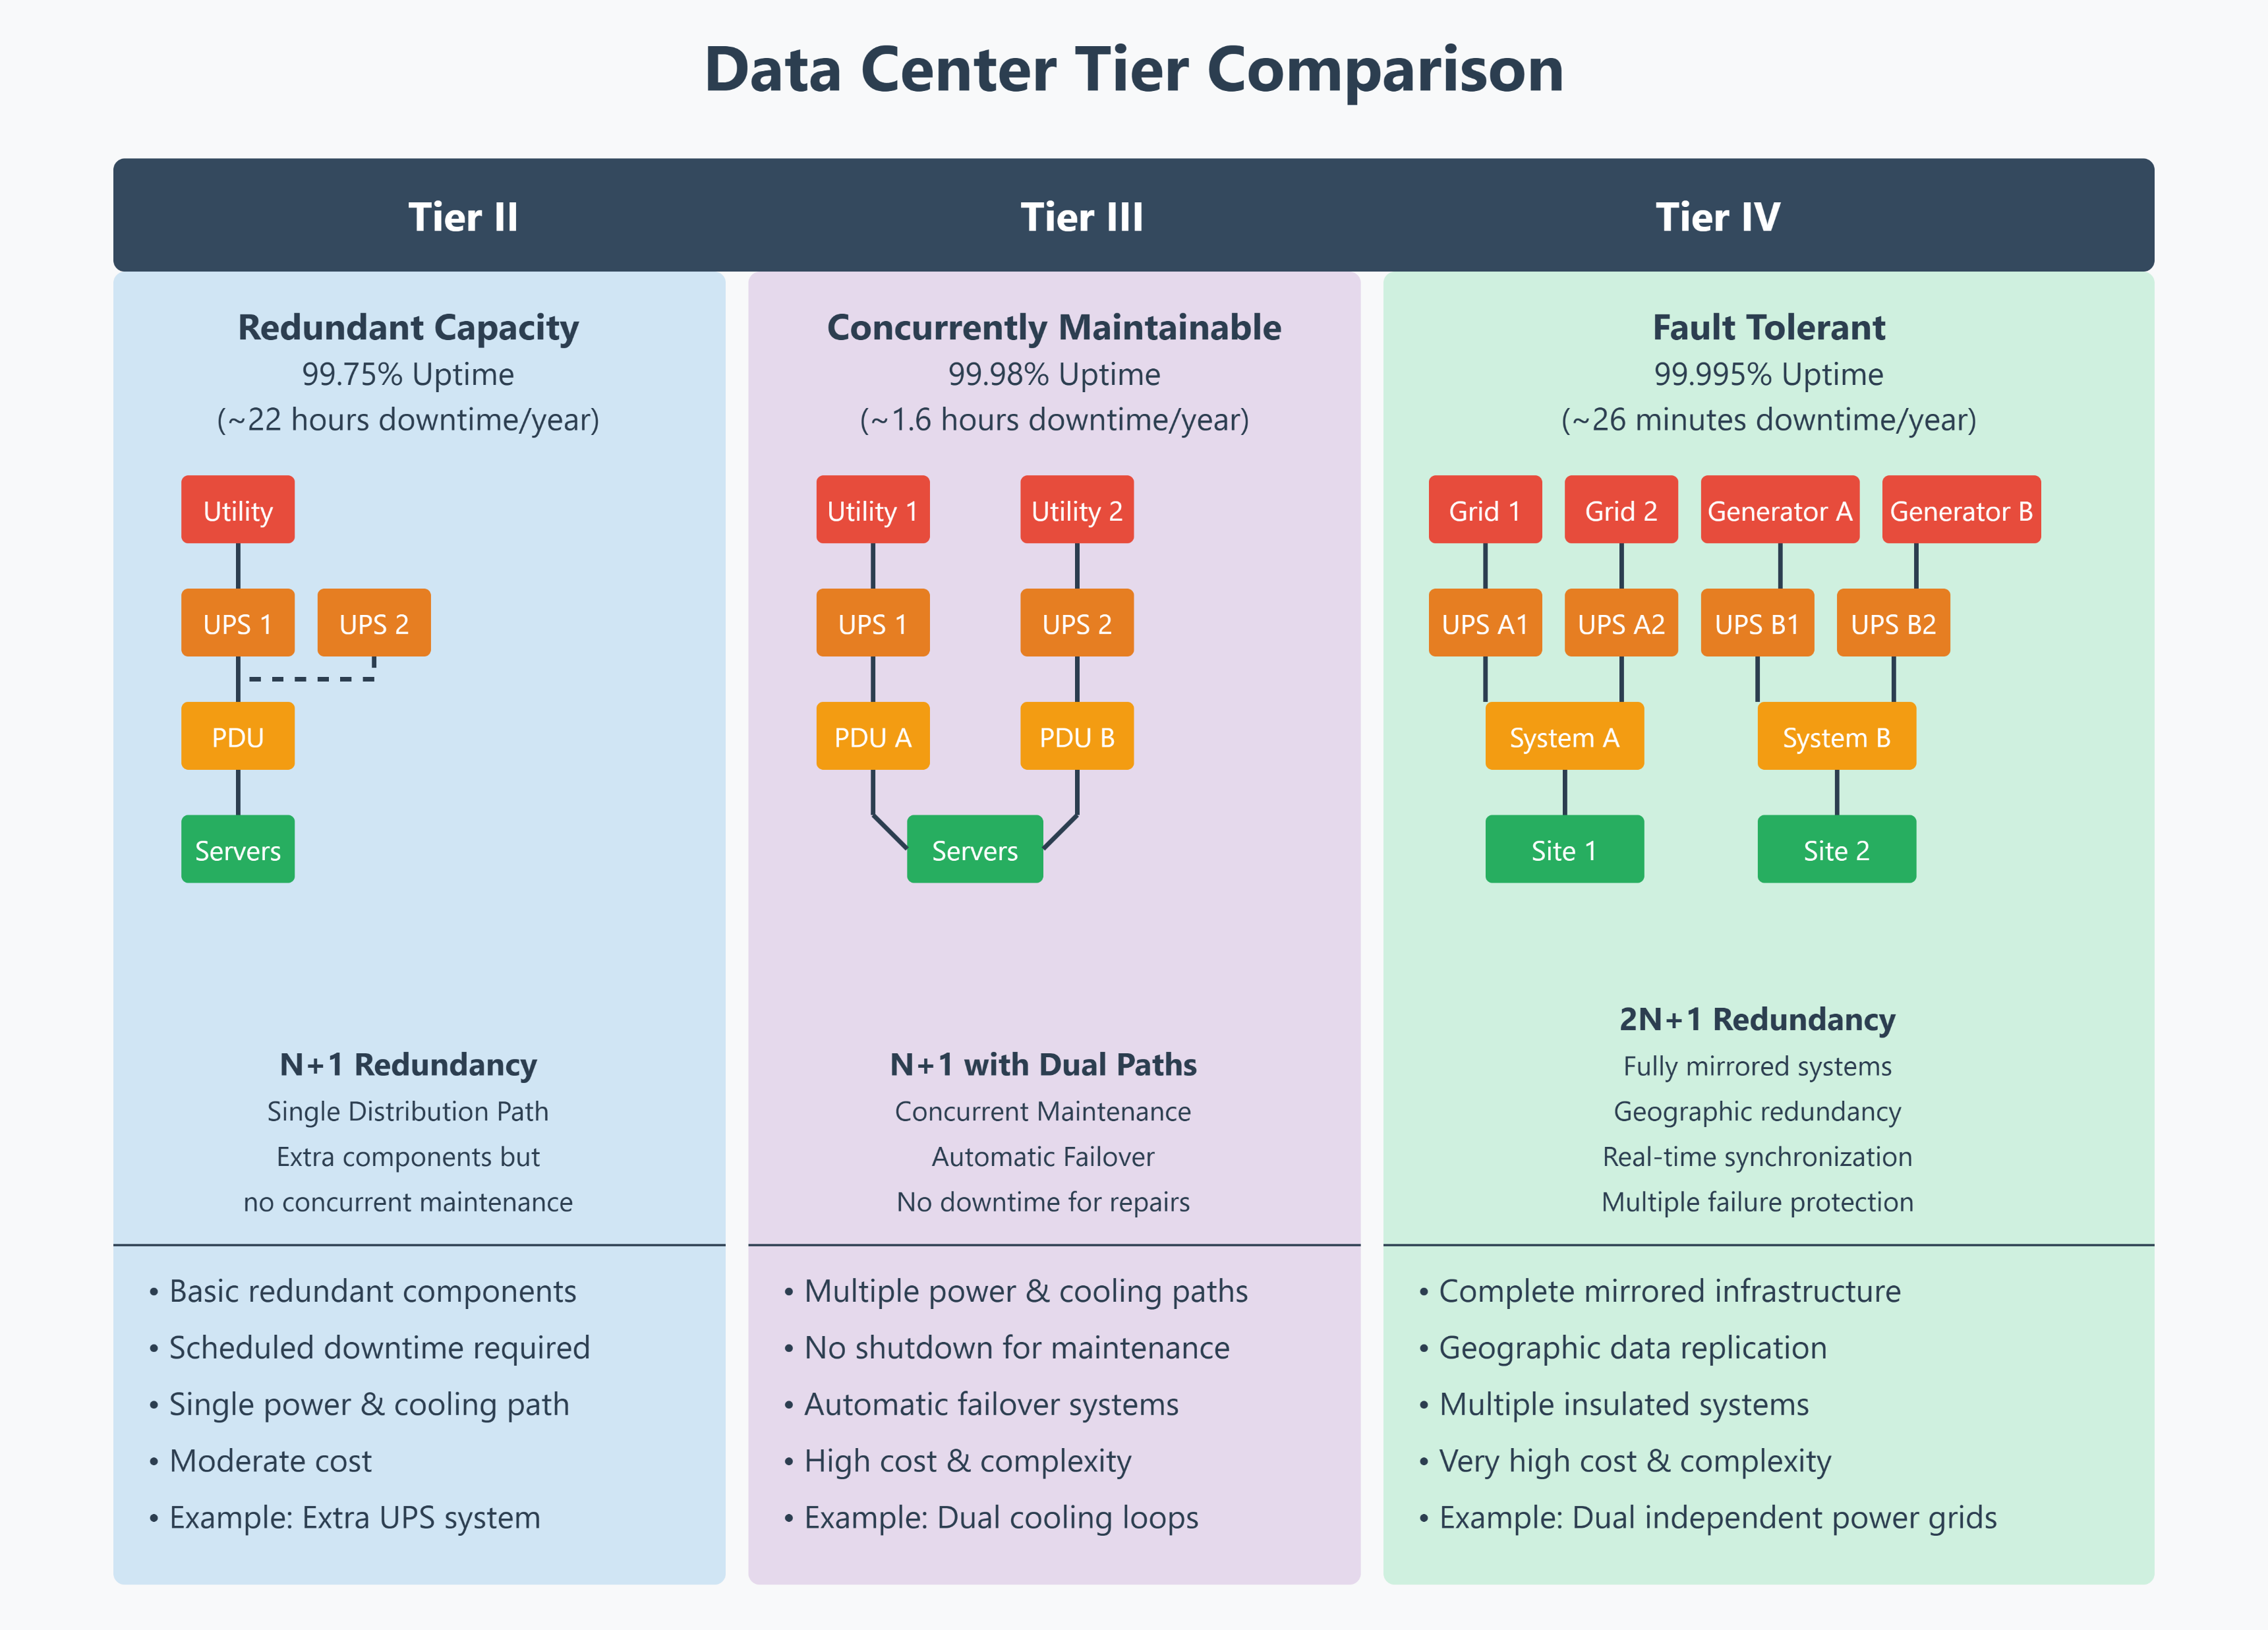 Data Center Tier Comparison
Tier II
Tier III
Tier IV
Redundant Capacity
99.75% Uptime
(~22 hours downtime/year)
Utility
UPS 1
UPS 2
PDU
Servers
N+1 Redundancy
Single Distribution Path
Extra components but
no concurrent maintenance
• Basic redundant components
• Scheduled downtime required
• Single power & cooling path
• Moderate cost
• Example: Extra UPS system
Concurrently Maintainable
99.98% Uptime
(~1.6 hours downtime/year)
Utility 1
Utility 2
UPS 1
UPS 2
PDU A
PDU B
Servers
N+1 with Dual Paths
Concurrent Maintenance
Automatic Failover
No downtime for repairs
• Multiple power & cooling paths
• No shutdown for maintenance
• Automatic failover systems
• High cost & complexity
• Example: Dual cooling loops
Fault Tolerant
99.995% Uptime
(~26 minutes downtime/year)
Grid 1
Grid 2
Generator A
Generator B
UPS A1
UPS A2
UPS B1
UPS B2
System A
System B
Site 1
Site 2
2N+1 Redundancy
Fully mirrored systems
Geographic redundancy
Real-time synchronization
Multiple failure protection
• Complete mirrored infrastructure
• Geographic data replication
• Multiple insulated systems
• Very high cost & complexity
• Example: Dual independent power grids